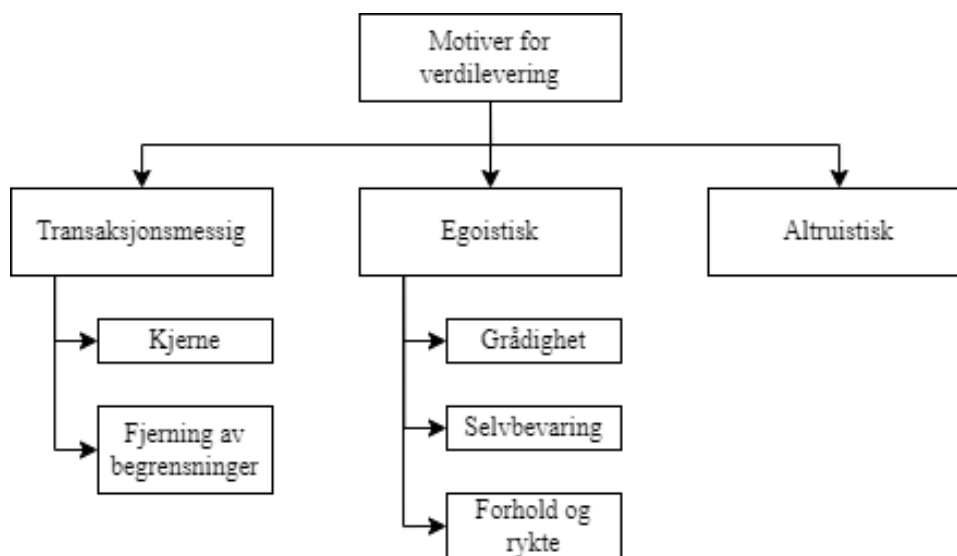 Motiver for
verdilevering
Transaksjonsmessig
Egoistisk
Altruistisk
Kjerne
Grådighet
Fjerning av
begrensninger
Selvbevaring
Forhold og
rykte